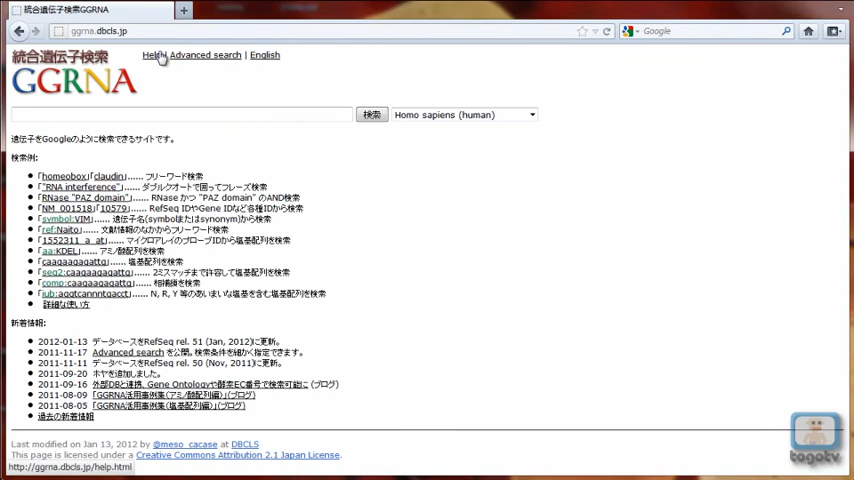 統合遺伝子検索GGRNA
ggrna.dbcls.jp
Google
統合遺伝子検索
GGRNA
Help | Advanced search | English
検索
Homo sapiens (human)
遺伝子をGoogleのように検索できるサイトです。
検索例:
「homeobox」「claudin」...... フリーワード検索
「"RNA interference"」...... ダブルクオートで囲ってフレーズ検索
「RNase "PAZ domain"」...... RNase かつ "PAZ domain" のAND検索
「NM_001518」「10579」...... RefSeq IDやGene IDなど各種IDから検索
「symbol:VIM」...... 遺伝子名(symbolまたはsynonym)から検索
「ref:Naito」...... 文献情報のなかからフリーワード検索
「1552311_a_at」...... マイクロアレイのプローブIDから塩基配列を検索
「aa:KDEL」...... アミノ酸配列を検索
「caagaagagattg」...... 塩基配列を検索
「seq2:caagaagagattg」...... 2ミスマッチまで許容して塩基配列を検索
「comp:caagaagagattg」...... 相補鎖を検索
「iub:aggtcannntgacct」...... N, R, Y 等のあいまいな塩基を含む塩基配列を検索
詳細な使い方
新着情報:
2012-01-13 データベースをRefSeq rel. 51 (Jan, 2012)に更新。
2011-11-17 Advanced search を公開。検索条件を細かく指定できます。
2011-11-11 データベースをRefSeq rel. 50 (Nov, 2011)に更新。
2011-09-20 ホヤを追加しました。
2011-09-16 外部DBと連携、Gene Ontologyや酵素EC番号で検索可能に (ブログ)
2011-08-09 「GGRNA活用事例集(アミノ酸配列編)」(ブログ)
2011-08-05 「GGRNA活用事例集(塩基配列編)」(ブログ)
過去の新着情報
Last modified on Jan 13, 2012 by @meso_cacase at DBCLS
This page is licensed under a Creative Commons Attribution 2.1 Japan License.
http://ggrna.dbcls.jp/help.html
togotv